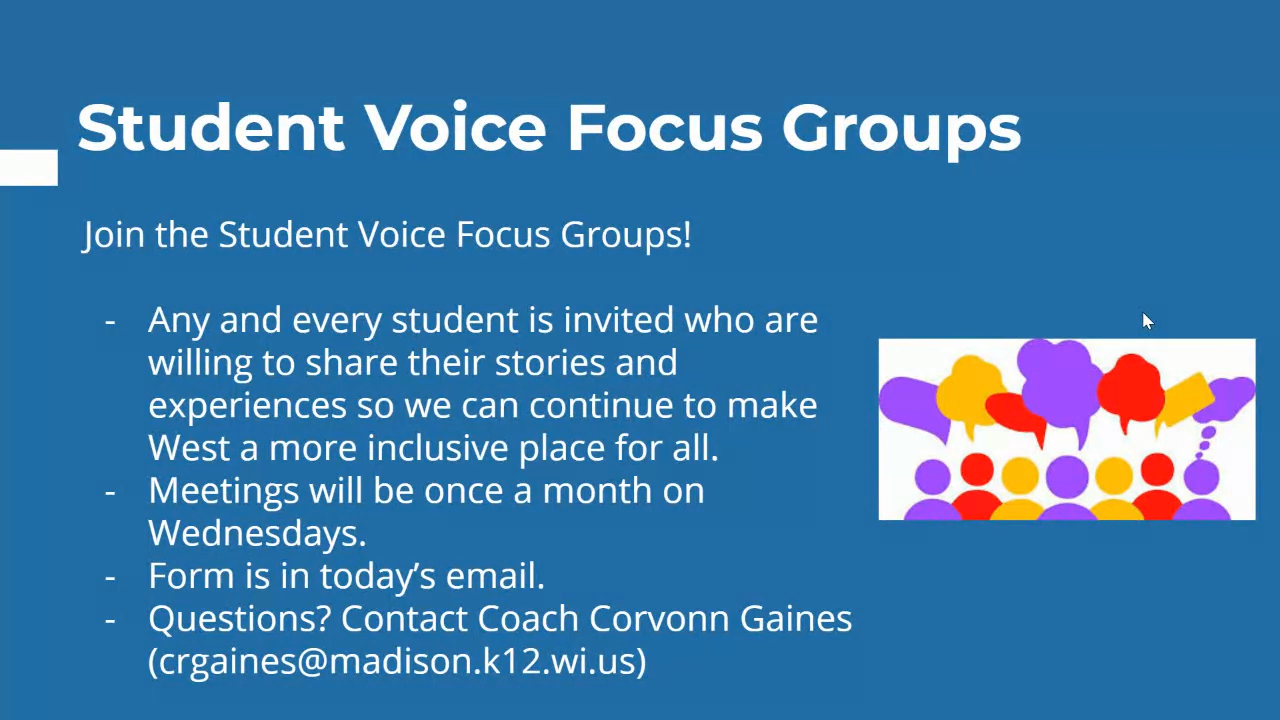 Student Voice Focus Groups
Join the Student Voice Focus Groups!
- Any and every student is invited who are
willing to share their stories and
experiences so we can continue to make
West a more inclusive place for all.
- Meetings will be once a month on
Wednesdays.
- Form is in today’s email.
- Questions? Contact Coach Corvonn Gaines
(crgaines@madison.k12.wi.us)